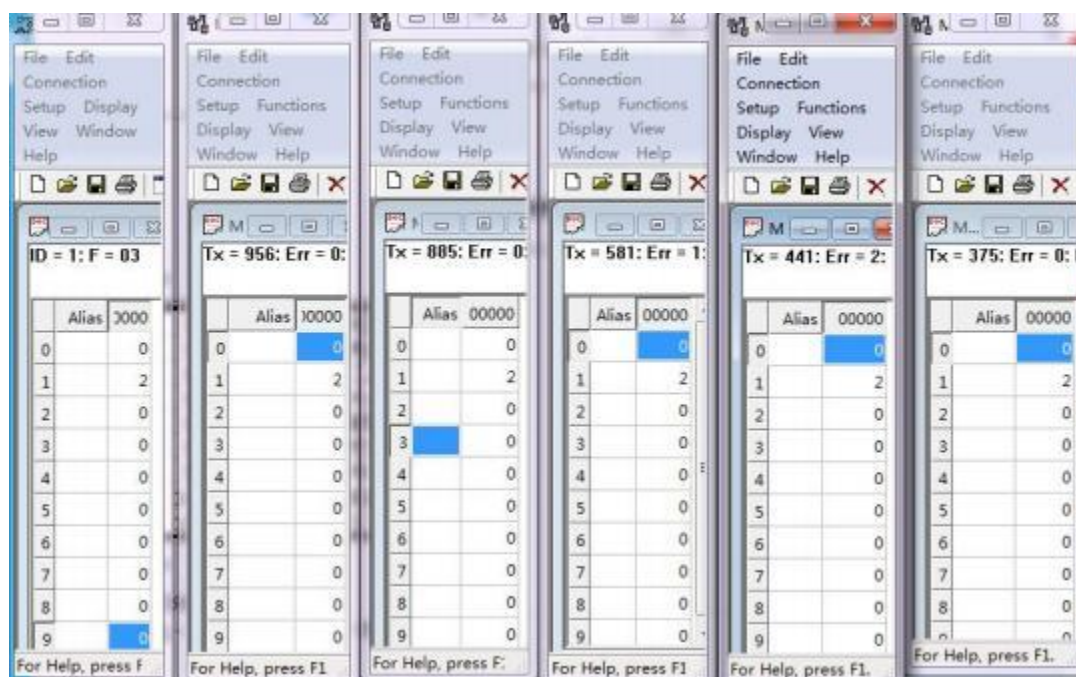 File Edit
Connection
Setup Display
View Window
Help
ID = 1: F = 03
Alias 0000
0 0
1 2
2 0
3 0
4 0
5 0
6 0
7 0
8 0
9 0
For Help, press F
File Edit
Connection
Setup Functions
Display View
Window Help
M
Tx = 956: Err = 0:
Alias 0000
0 0
1 2
2 0
3 0
4 0
5 0
6 0
7 0
8 0
9 0
For Help, press F1
File Edit
Connection
Setup Functions
Display View
Window Help
Tx = 885: Err = 0:
Alias 00000
0 0
1 2
2 0
3 0
4 0
5 0
6 0
7 0
8 0
9 0
For Help, press F
File Edit
Connection
Setup Functions
Display View
Window Help
Tx = 581: Err = 1:
Alias 00000
0 0
1 2
2 0
3 0
4 0
5 0
6 0
7 0
8 0
9 0
For Help, press F1
File Edit
Connection
Setup Functions
Display View
Window Help
M
Tx = 441: Err = 2:
Alias 00000
0 0
1 2
2 0
3 0
4 0
5 0
6 0
7 0
8 0
9 0
For Help, press F1.
File Edit
Connection
Setup Functions
Display View
Window Help
M...
Tx = 375: Err = 0:
Alias 00000
0 0
1 2
2 0
3 0
4 0
5 0
6 0
7 0
8 0
For Help, press F1.